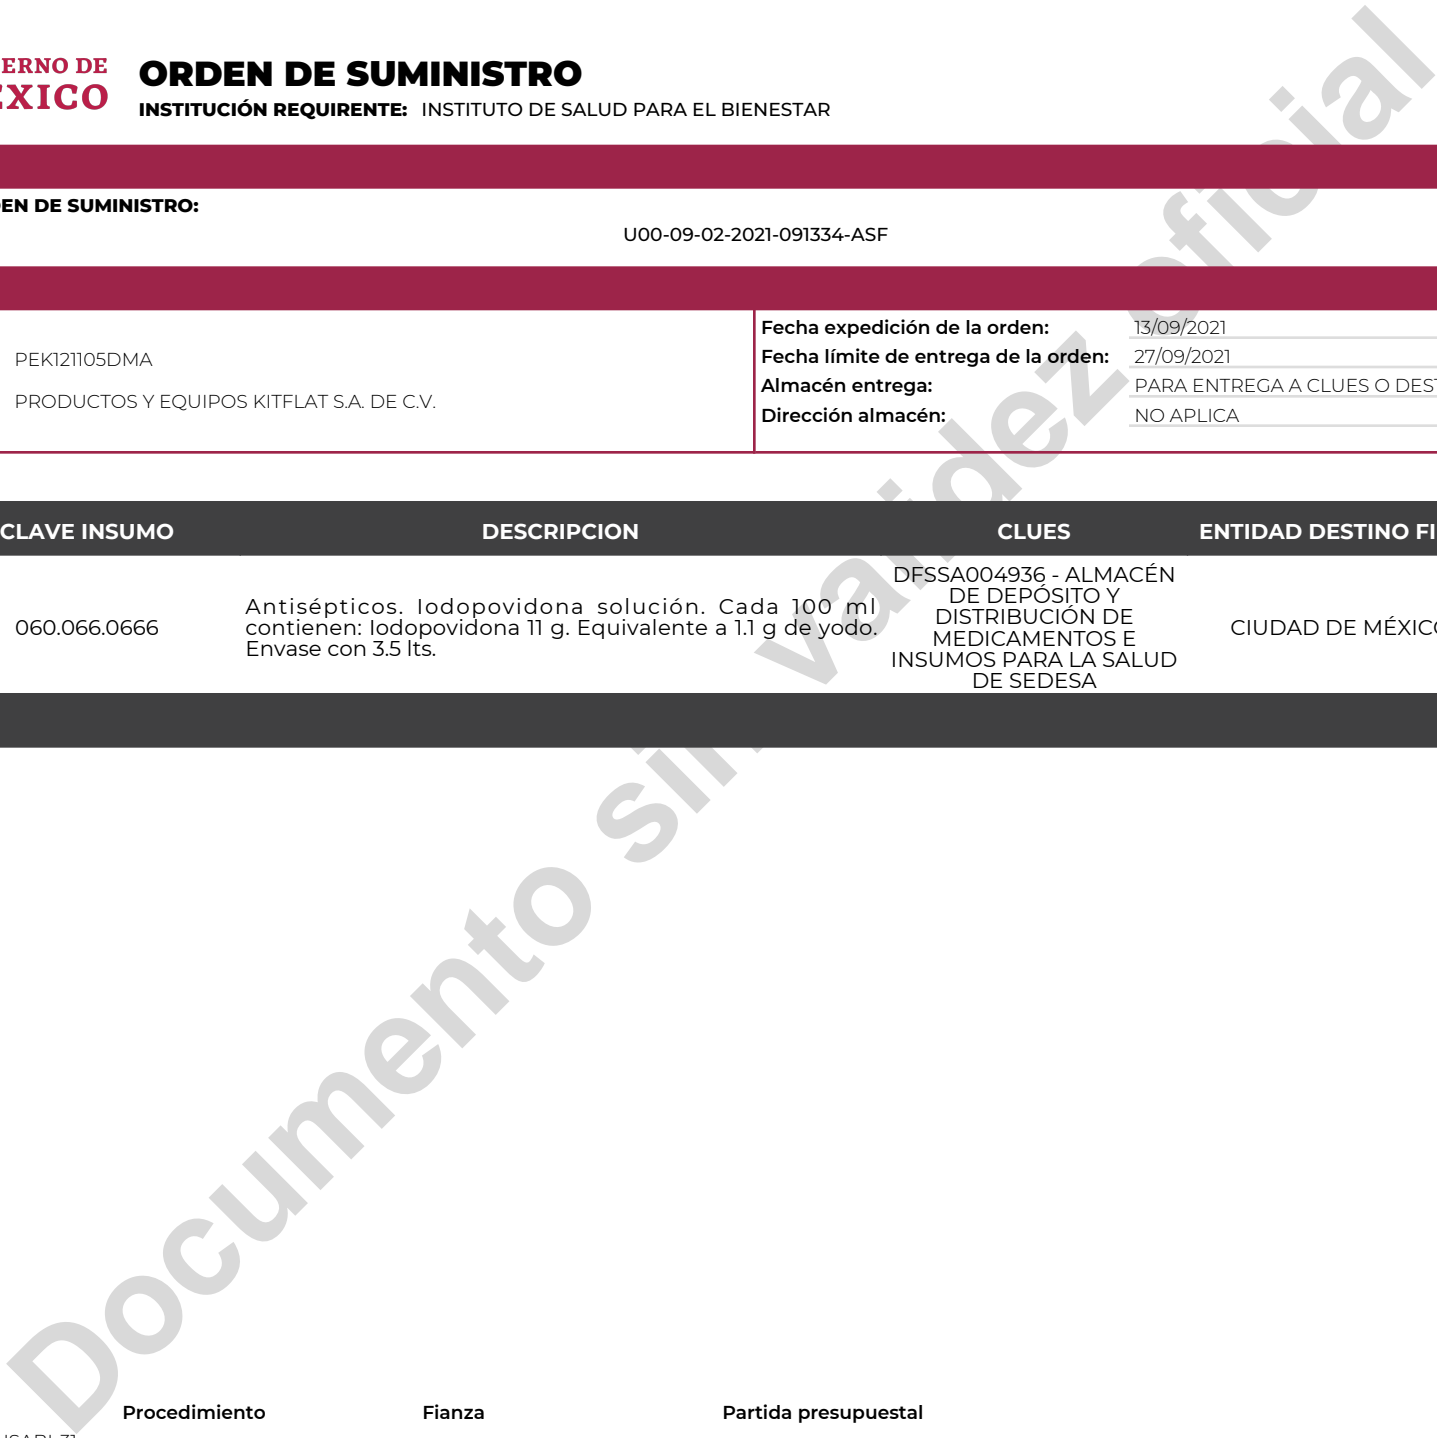 ERNO DE
ORDEN DE SUMINISTRO
INSTITUCIÓN REQUIRENTE: INSTITUTO DE SALUD PARA EL BIENESTAR
EN DE SUMINISTRO:
U00-09-02-2021-091334-ASF
PEK121105DMA
PRODUCTOS Y EQUIPOS KITFLAT S.A. DE C.V.
Fecha expedición de la orden: 13/09/2021
Fecha límite de entrega de la orden: 27/09/2021
Almacén entrega: PARA ENTREGA A CLUES O DEST
Dirección almacén: NO APLICA
CLAVE INSUMO DESCRIPCION CLUES ENTIDAD DESTINO FI
060.066.0666
Antisépticos. Iodopovidona solución. Cada 100 ml
contienen: Iodopovidona 11 g. Equivalente a 1.1 g de yodo.
Envase con 3.5 lts.
DFSSA004936 - ALMACÉN
DE DEPÓSITO Y
DISTRIBUCIÓN DE
MEDICAMENTOS E
INSUMOS PARA LA SALUD
DE SEDESA
CIUDAD DE MÉXICO
Documento sin validez oficial
Procedimiento Fianza Partida presupuestal